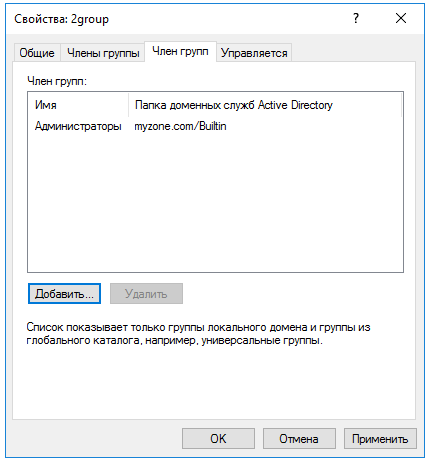 Свойства: 2group
Общие Члены группы Член групп Управляется
Член групп:
Имя Папка доменных служб Active Directory
Администраторы myzone.com/Builtin
Добавить... Удалить
Список показывает только группы локального домена и группы из
глобального каталога, например, универсальные группы.
OK Отмена Применить